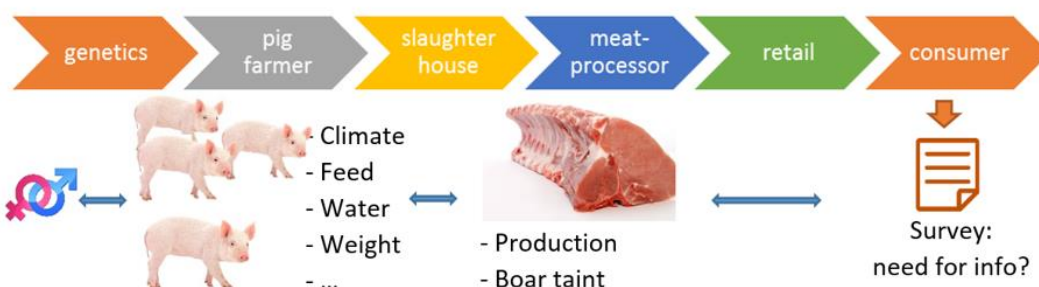 genetics
pig
farmer
slaughter
house
meat-
processor
retail
consumer
- Climate
- Feed
- Water
- Weight
- ...
- Production
- Boar taint
Survey:
need for info?